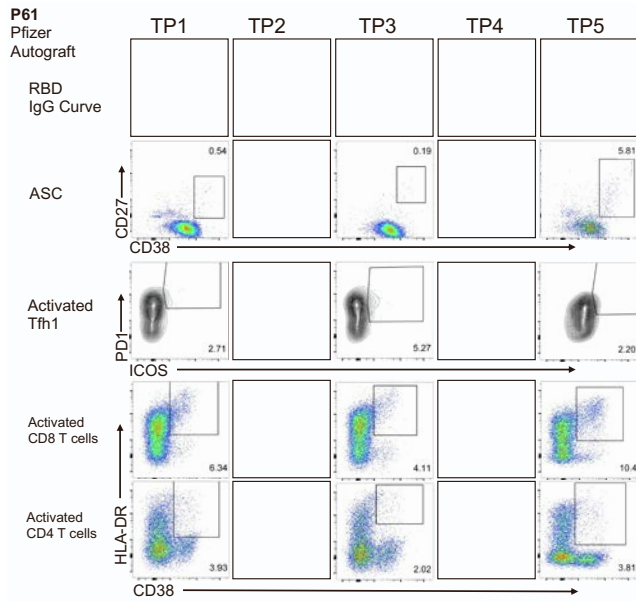 P61
Pfizer
Autograft
TP1 TP2 TP3 TP4 TP5
RBD
IgG Curve
ASC
0.54 0.19 5.81
CD27
CD38
Activated
Tfh1
2.71 5.27 2.20
PD1
ICOS
Activated
CD8 T cells
6.34 4.11 10.4
Activated
CD4 T cells
3.93 2.02 3.81
HLA-DR
CD38